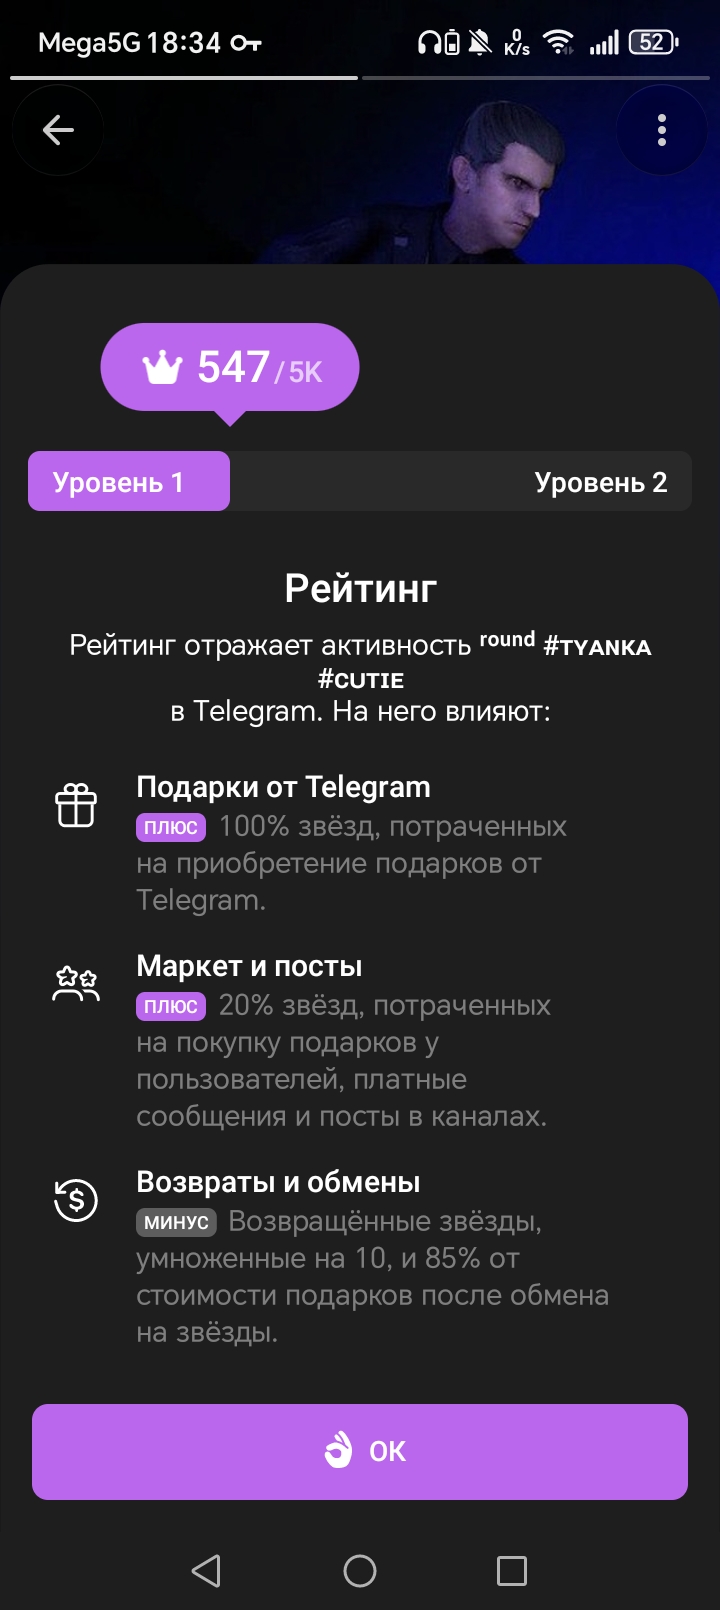 Mega5G 18:34 0 K/s 52
547/5K
Уровень 1 Уровень 2
Рейтинг
Рейтинг отражает активность ʳᵒᵘⁿᵈ #ᴛʏᴀɴᴋᴀ
#ᴄᴜᴛɪᴇ
в Telegram. На него влияют:
Подарки от Telegram
ПЛЮС 100% звёзд, потраченных
на приобретение подарков от
Telegram.
Маркет и посты
ПЛЮС 20% звёзд, потраченных
на покупку подарков у
пользователей, платные
сообщения и посты в каналах.
Возвраты и обмены
МИНУС Возвращённые звёзды,
умноженные на 10, и 85% от
стоимости подарков после обмена
на звёзды.
ОК